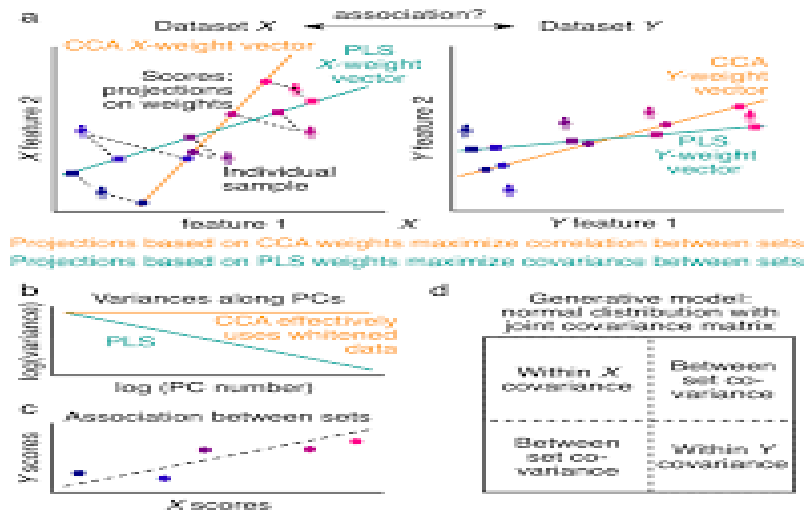 a
Dataset X
association?
Dataset Y
CCA X-weight vector
PLS
X-weight
vector
Scores:
projections
on weights
Individual
sample
X feature 2
feature 1
X
CCA
Y-weight
vector
PLS
Y-weight
vector
Y feature 2
Y feature 1
Projections based on CCA weights maximize correlation between sets
Projections based on PLS weights maximize covariance between sets
b
Variances along PCs
CCA effectively
uses whitened
data
PLS
log(variance)
log (PC number)
c
Association between sets
Y scores
X scores
d
Generative model:
normal distribution with
joint covariance matrix
Within X
covariance
Between
set co-
variance
Between
set co-
variance
Within Y
covariance